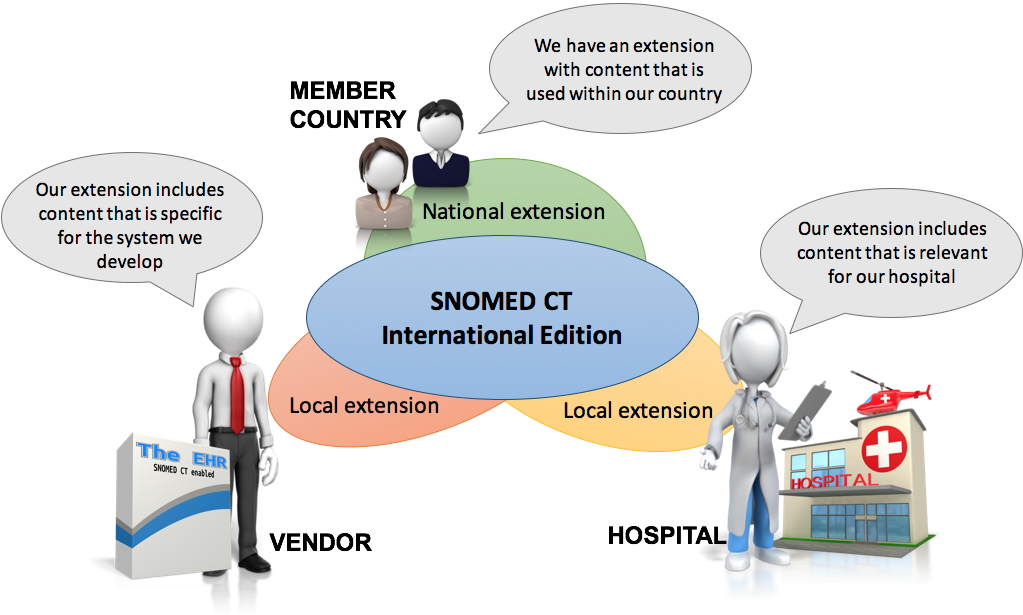 We have an extension
with content that is
used within our country
MEMBER
COUNTRY
Our extension includes
content that is specific
for the system we
develop
National extension
Our extension includes
content that is relevant
for our hospital
SNOMED CT
International Edition
Local extension
Local extension
The EHR
SNOMED CT enabled
HOSPITAL
VENDOR
HOSPITAL